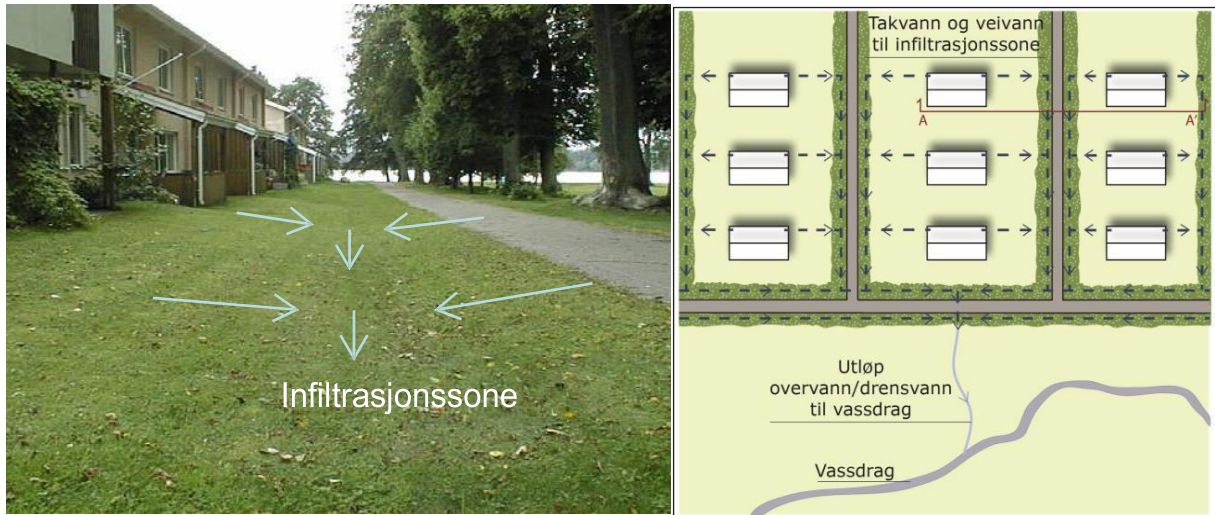 Infiltrasjonssone
Takvann og veivann
til infiltrasjonssone
A
A'
Utløp
overvann/drensvann
til vassdrag
Vassdrag